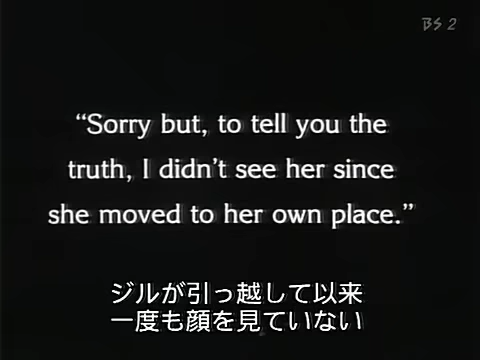 BS 2
“Sorry but, to tell you the
truth, I didn’t see her since
she moved to her own place.”
ジルが引っ越して以来
一度も顔を見ていない